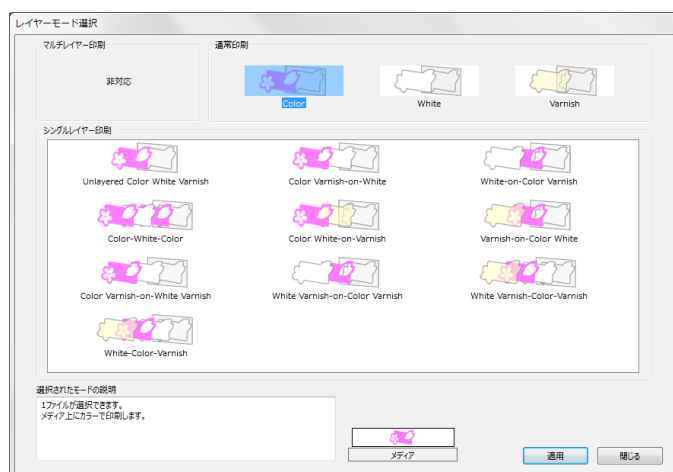 レイヤーモード選択
マルチレイヤー印刷
非対応
通常印刷
Color
White
Varnish
シングルレイヤー印刷
Unlayered Color White Varnish
Color Varnish-on-White
White-on-Color Varnish
Color-White-Color
Color White-on-Varnish
Varnish-on-Color White
Color Varnish-on-White Varnish
White Varnish-on-Color Varnish
White Varnish-Color-Varnish
White-Color-Varnish
選択されたモードの説明
1ファイルが選択できます。
メディア上にカラーで印刷します。
メディア
適用
閉じる